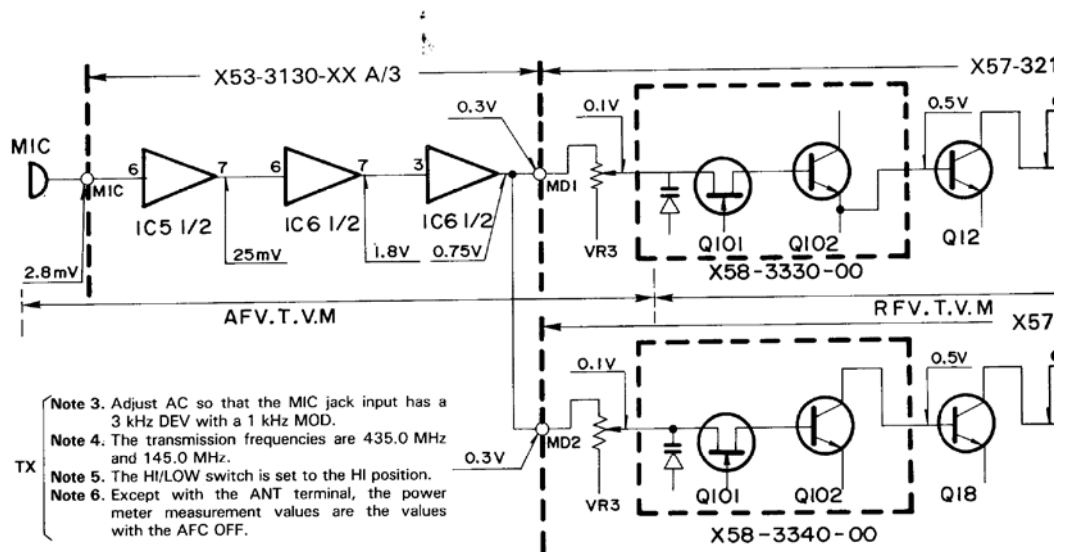 X53-3130-XX A/3
X57-321
MIC
MIC
6
7
6
7
3
IC5 1/2
IC6 1/2
IC6 1/2
2.8mV
25mV
1.8V
0.75V
0.3V
MD1
0.1V
VR3
Q101
Q102
X58-3330-00
0.5V
Q12
AFV.T.V.M
RFV.T.V.M
X57
0.3V
MD2
0.1V
VR3
Q101
Q102
X58-3340-00
0.5V
Q18
TX
Note 3. Adjust AC so that the MIC jack input has a
3 kHz DEV with a 1 kHz MOD.
Note 4. The transmission frequencies are 435.0 MHz
and 145.0 MHz.
Note 5. The HI/LOW switch is set to the HI position.
Note 6. Except with the ANT terminal, the power
meter measurement values are the values
with the AFC OFF.